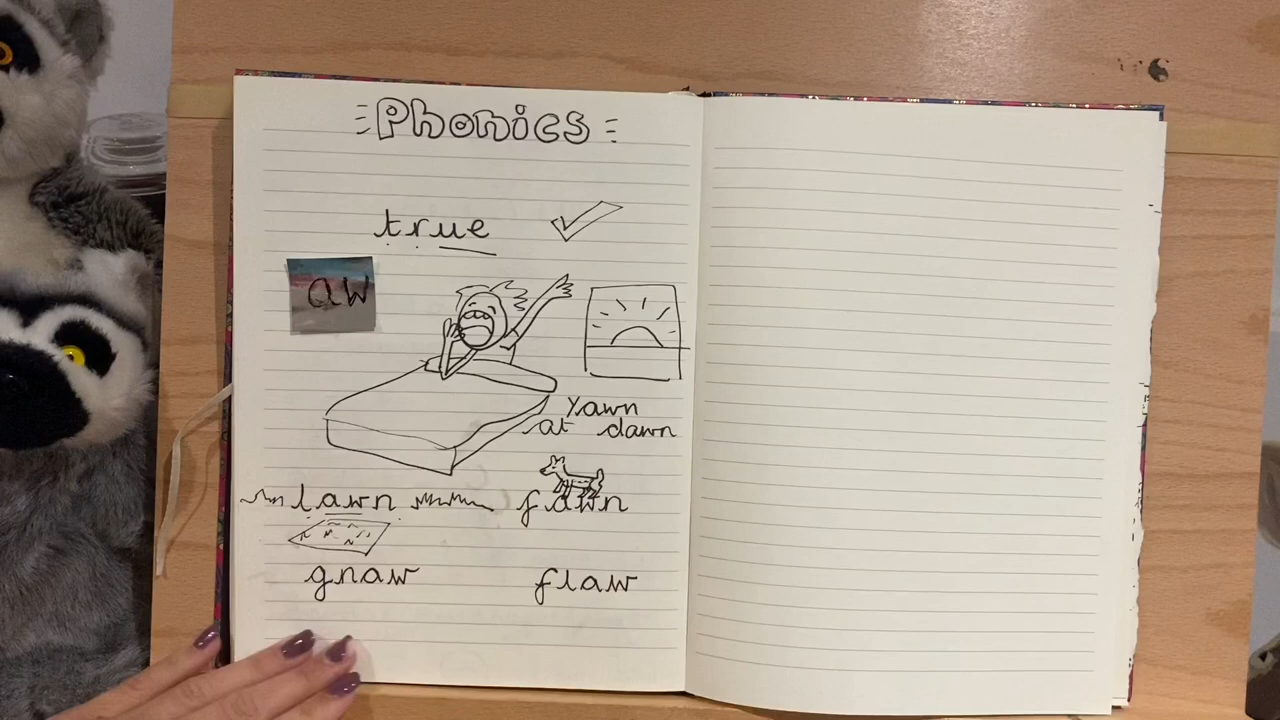 Phonics
true
aw
Yawn
at dawn
lawn fawn
gnaw flaw